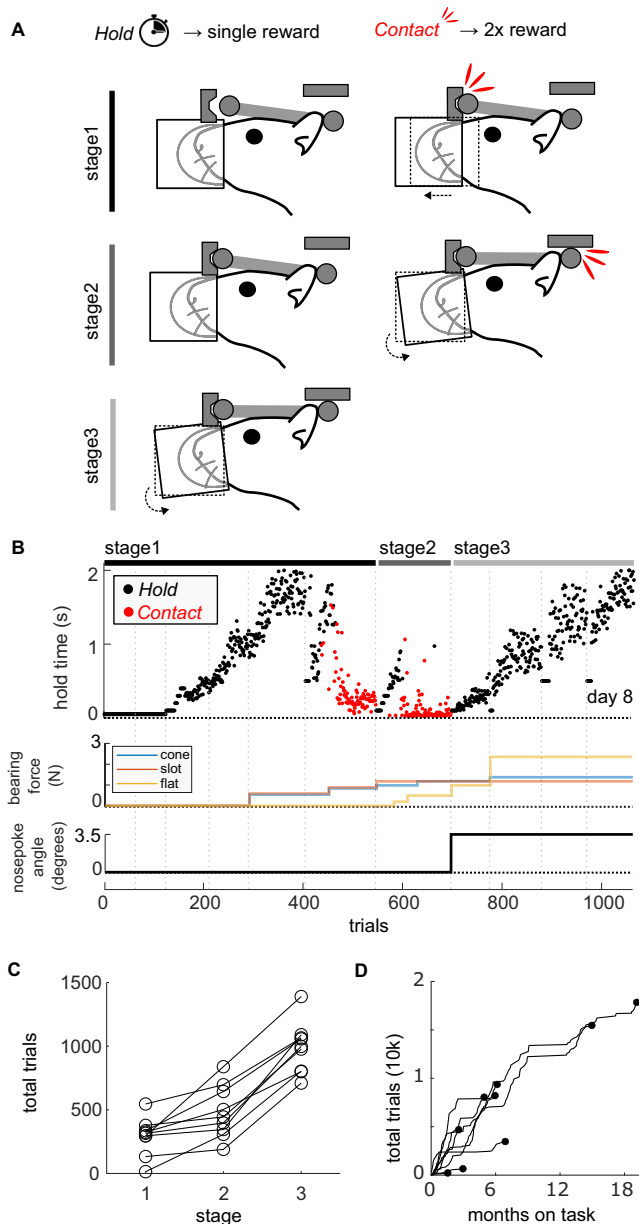 A
Hold → single reward
Contact → 2x reward
stage1
stage2
stage3
B
stage1 stage2 stage3
2
1
0
hold time (s)
Hold
Contact
day 8
3
0
bearing
force (N)
cone
slot
flat
3.5
0
nosepoke
angle
(degrees)
0 200 400 600 800 1000
trials
C
1500
1000
500
0
total trials
1 2 3
stage
D
2
1
0
total trials (10k)
0 6 12 18
months on task